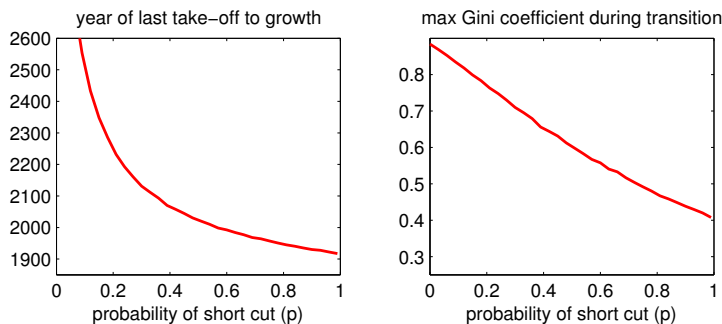 year of last take−off to growth
2600
2500
2400
2300
2200
2100
2000
1900
0 0.2 0.4 0.6 0.8 1
probability of short cut (p)
max Gini coefficient during transition
0.8
0.7
0.6
0.5
0.4
0.3
0 0.2 0.4 0.6 0.8 1
probability of short cut (p)